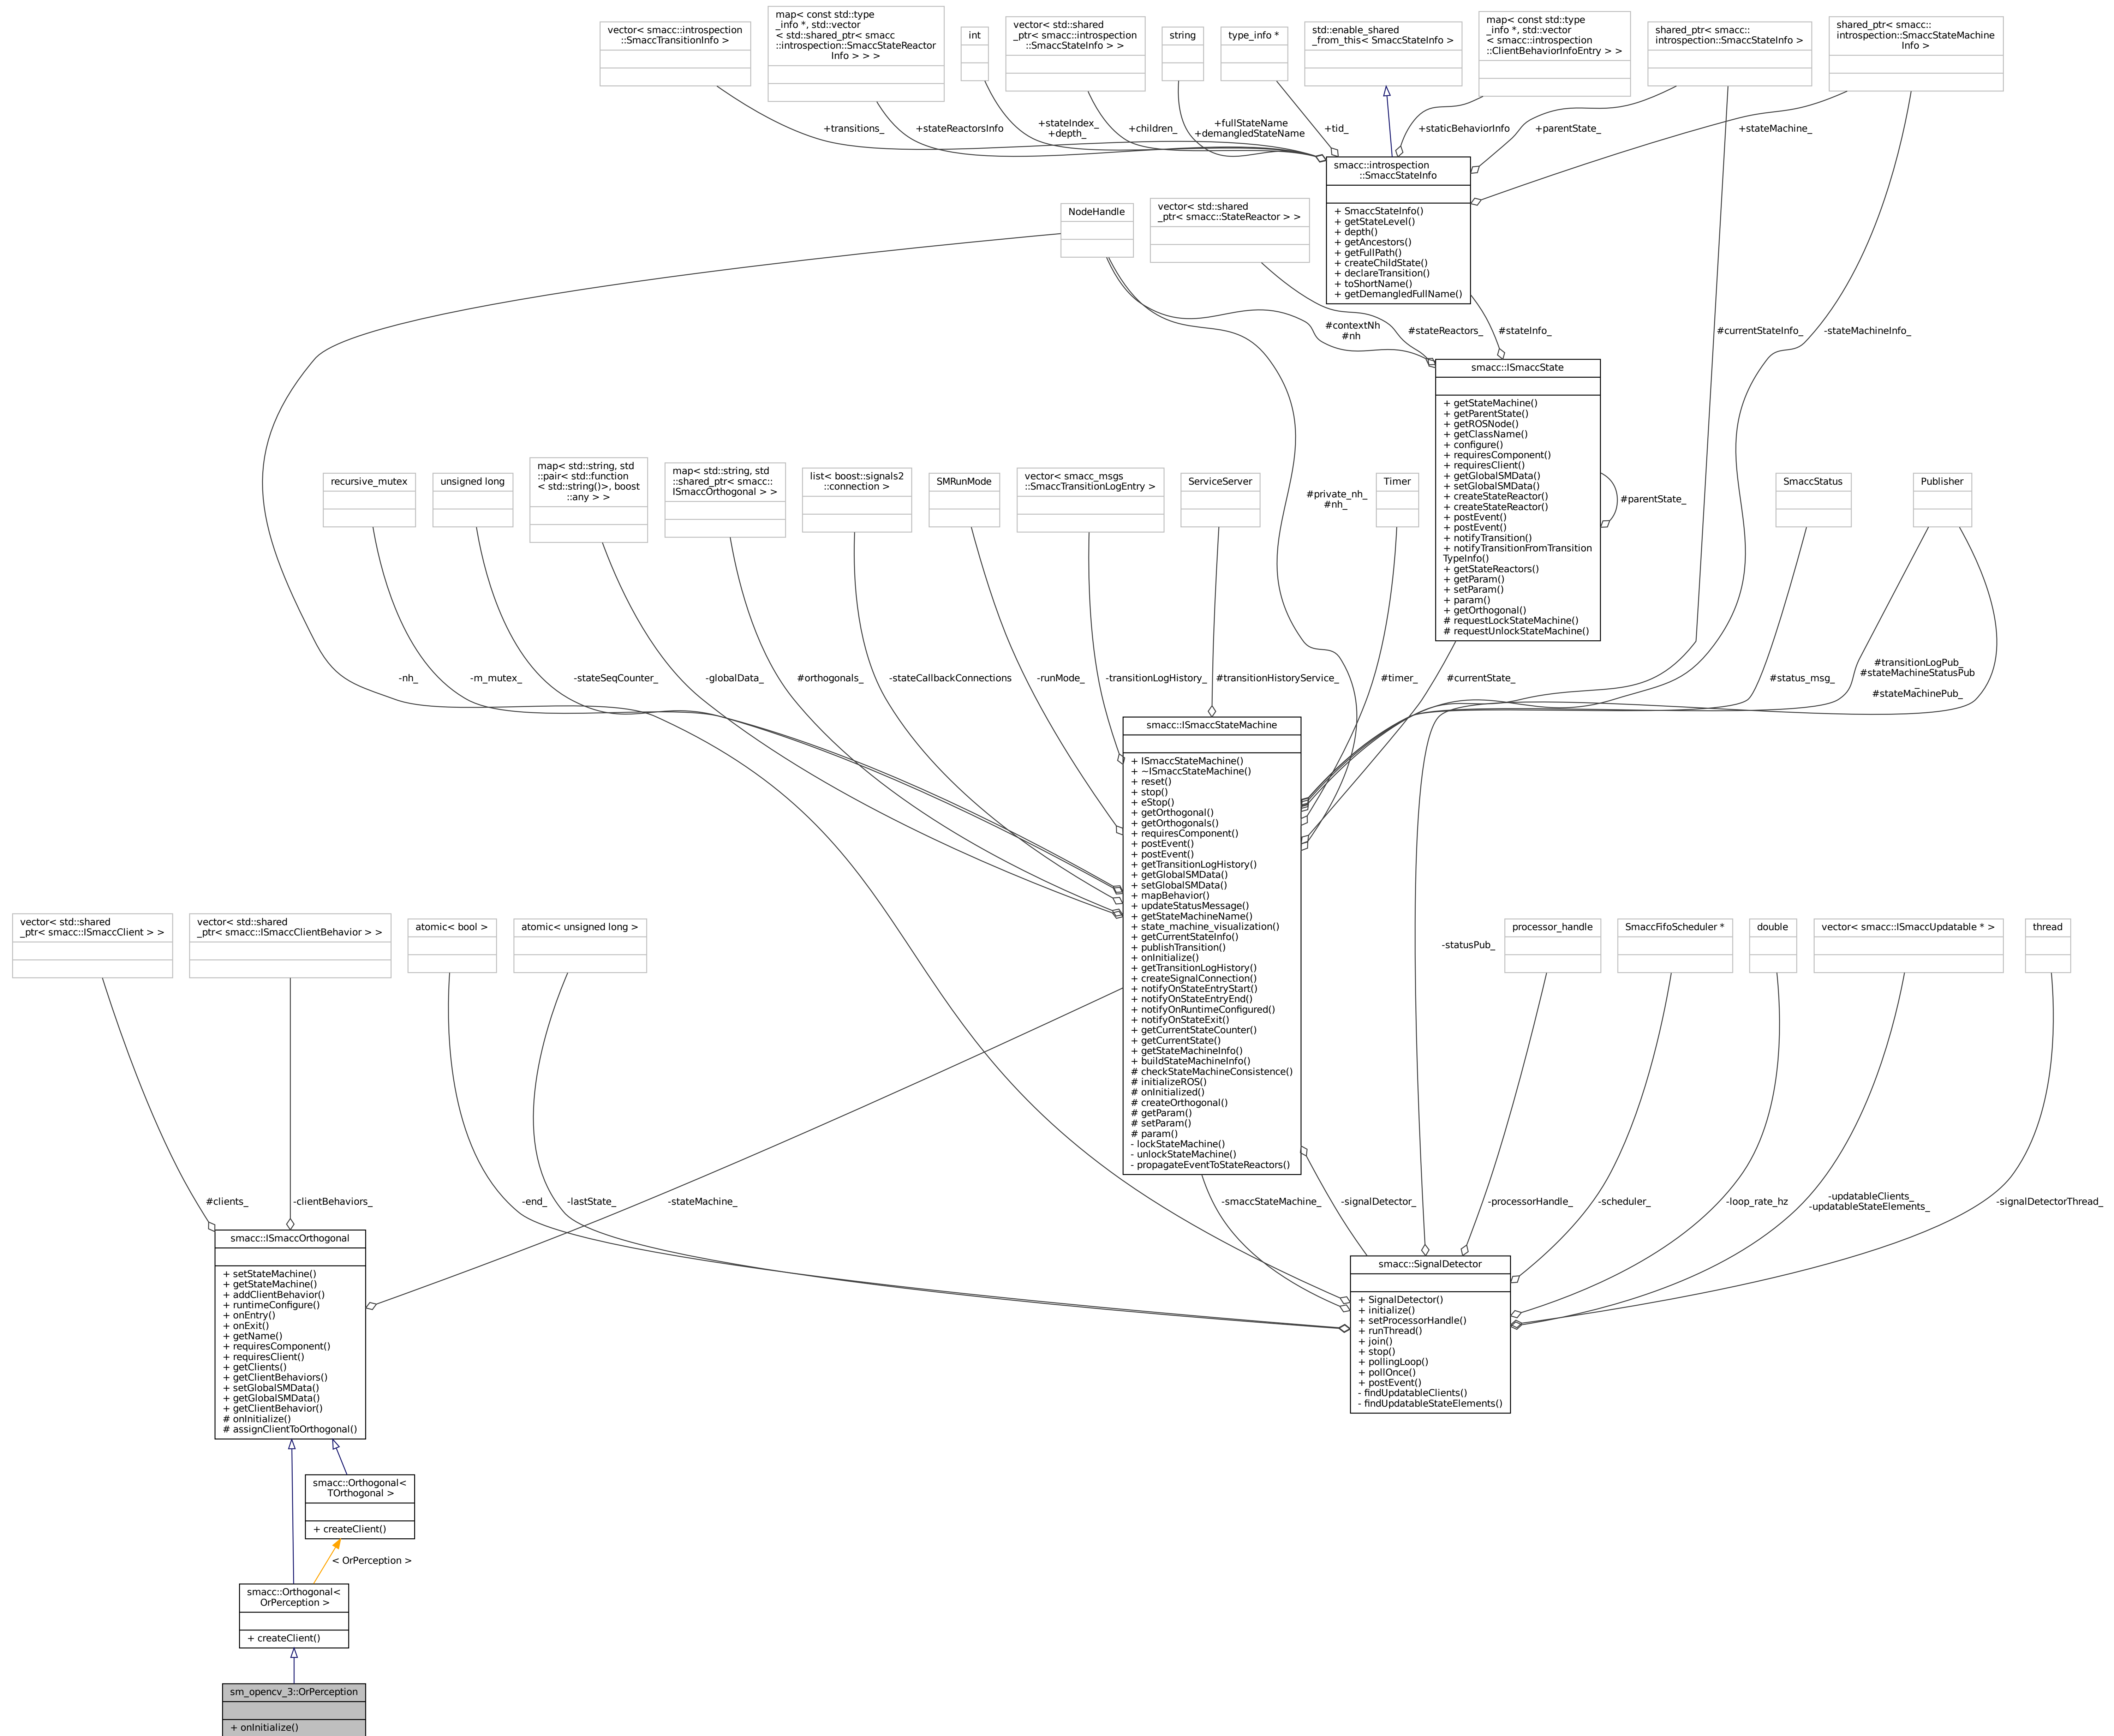 vector< smacc::introspection
::SmaccTransitionInfo >
map< const std::type
_info *, std::vector
< std::shared_ptr< smacc
::introspection::SmaccStateReactor
Info > > >
int
vector< std::shared
_ptr< smacc::introspection
::SmaccStateInfo > >
string
type_info *
std::enable_shared
_from_this< SmaccStateInfo >
map< const std::type
_info *, std::vector
< smacc::introspection
::ClientBehaviorInfoEntry > >
shared_ptr< smacc::
introspection::SmaccStateInfo >
shared_ptr< smacc::
introspection::SmaccStateMachine
Info >
+transitions_
+stateReactorsInfo
+stateIndex_
+depth_
+children_
+fullStateName
+demangledStateName
+tid_
+staticBehaviorInfo
+parentState_
+stateMachine_
smacc::introspection
::SmaccStateInfo
+ SmaccStateInfo()
+ getStateLevel()
+ depth()
+ getAncestors()
+ getFullPath()
+ createChildState()
+ declareTransition()
+ toShortName()
+ getDemangledFullName()
NodeHandle
vector< std::shared
_ptr< smacc::StateReactor > >
#contextNh
#nh
#stateReactors_
#stateInfo_
#currentStateInfo_
-stateMachineInfo_
smacc::ISmaccState
+ getStateMachine()
+ getParentState()
+ getROSNode()
+ getClassName()
+ configure()
+ requiresComponent()
+ requiresClient()
+ getGlobalSMData()
+ setGlobalSMData()
+ createStateReactor()
+ createStateReactor()
+ postEvent()
+ postEvent()
+ notifyTransition()
+ notifyTransitionFromTransition
TypeInfo()
+ getStateReactors()
+ getParam()
+ setParam()
+ param()
+ getOrthogonal()
# requestLockStateMachine()
# requestUnlockStateMachine()
#parentState_
recursive_mutex
unsigned long
map< std::string, std
::pair< std::function
< std::string()>, boost
::any > >
map< std::string, std
::shared_ptr< smacc::
ISmaccOrthogonal > >
list< boost::signals2
::connection >
SMRunMode
vector< smacc_msgs
::SmaccTransitionLogEntry >
ServiceServer
#private_nh_
#nh_
Timer
SmaccStatus
Publisher
-nh_
-m_mutex_
-stateSeqCounter_
-globalData_
#orthogonals_
-stateCallbackConnections
-runMode_
-transitionLogHistory_
#transitionHistoryService_
#timer_
#currentState_
#status_msg_
#transitionLogPub_
#stateMachineStatusPub
_
#stateMachinePub_
smacc::ISmaccStateMachine
+ ISmaccStateMachine()
+ ~ISmaccStateMachine()
+ reset()
+ stop()
+ eStop()
+ getOrthogonal()
+ getOrthogonals()
+ requiresComponent()
+ postEvent()
+ postEvent()
+ getTransitionLogHistory()
+ getGlobalSMData()
+ setGlobalSMData()
+ mapBehavior()
+ updateStatusMessage()
+ getStateMachineName()
+ state_machine_visualization()
+ getCurrentStateInfo()
+ publishTransition()
+ onInitialize()
+ getTransitionLogHistory()
+ createSignalConnection()
+ notifyOnStateEntryStart()
+ notifyOnStateEntryEnd()
+ notifyOnRuntimeConfigured()
+ notifyOnStateExit()
+ getCurrentStateCounter()
+ getCurrentState()
+ getStateMachineInfo()
+ buildStateMachineInfo()
# checkStateMachineConsistence()
# initializeROS()
# onInitialized()
# createOrthogonal()
# getParam()
# setParam()
# param()
- lockStateMachine()
- unlockStateMachine()
- propagateEventToStateReactors()
vector< std::shared
_ptr< smacc::ISmaccClient > >
vector< std::shared
_ptr< smacc::ISmaccClientBehavior > >
atomic< bool >
atomic< unsigned long >
-statusPub_
processor_handle
SmaccFifoScheduler *
double
vector< smacc::ISmaccUpdatable * >
thread
#clients_
-clientBehaviors_
-end_
-lastState_
-stateMachine_
-smaccStateMachine_
-signalDetector_
-processorHandle_
-scheduler_
-loop_rate_hz
-updatableClients_
-updatableStateElements_
-signalDetectorThread_
smacc::ISmaccOrthogonal
+ setStateMachine()
+ getStateMachine()
+ addClientBehavior()
+ runtimeConfigure()
+ onEntry()
+ onExit()
+ getName()
+ requiresComponent()
+ requiresClient()
+ getClients()
+ getClientBehaviors()
+ setGlobalSMData()
+ getGlobalSMData()
+ getClientBehavior()
# onInitialize()
# assignClientToOrthogonal()
smacc::SignalDetector
+ SignalDetector()
+ initialize()
+ setProcessorHandle()
+ runThread()
+ join()
+ stop()
+ pollingLoop()
+ pollOnce()
+ postEvent()
- findUpdatableClients()
- findUpdatableStateElements()
smacc::Orthogonal<
TOrthogonal >
+ createClient()
< OrPerception >
smacc::Orthogonal<
OrPerception >
+ createClient()
sm_opencv_3::OrPerception
+ onInitialize()